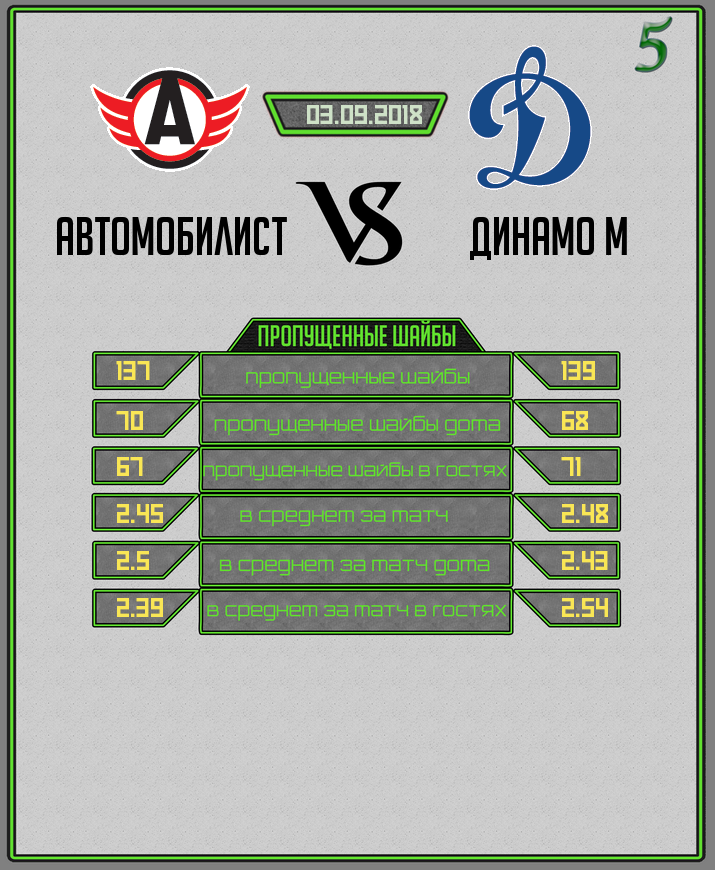 5
А
Д
03.09.2018
VS
АВТОМОБИЛИСТ ДИНАМО М
ПРОПУЩЕННЫЕ ШАЙБЫ
137 пропущенные шайбы 139
70 пропущенные шайбы дома 68
67 пропущенные шайбы в гостях 71
2.45 в среднем за матч 2.48
2.5 в среднем за матч дома 2.43
2.39 в среднем за матч в гостях 2.54